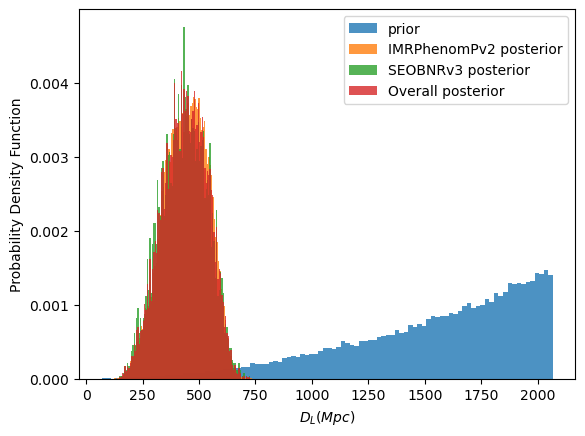 prior
IMRPhenomPv2 posterior
SEOBNRv3 posterior
Overall posterior
Probability Density Function
0.004
0.003
0.002
0.001
0.000
0 250 500 750 1000 1250 1500 1750 2000
D_L(Mpc)